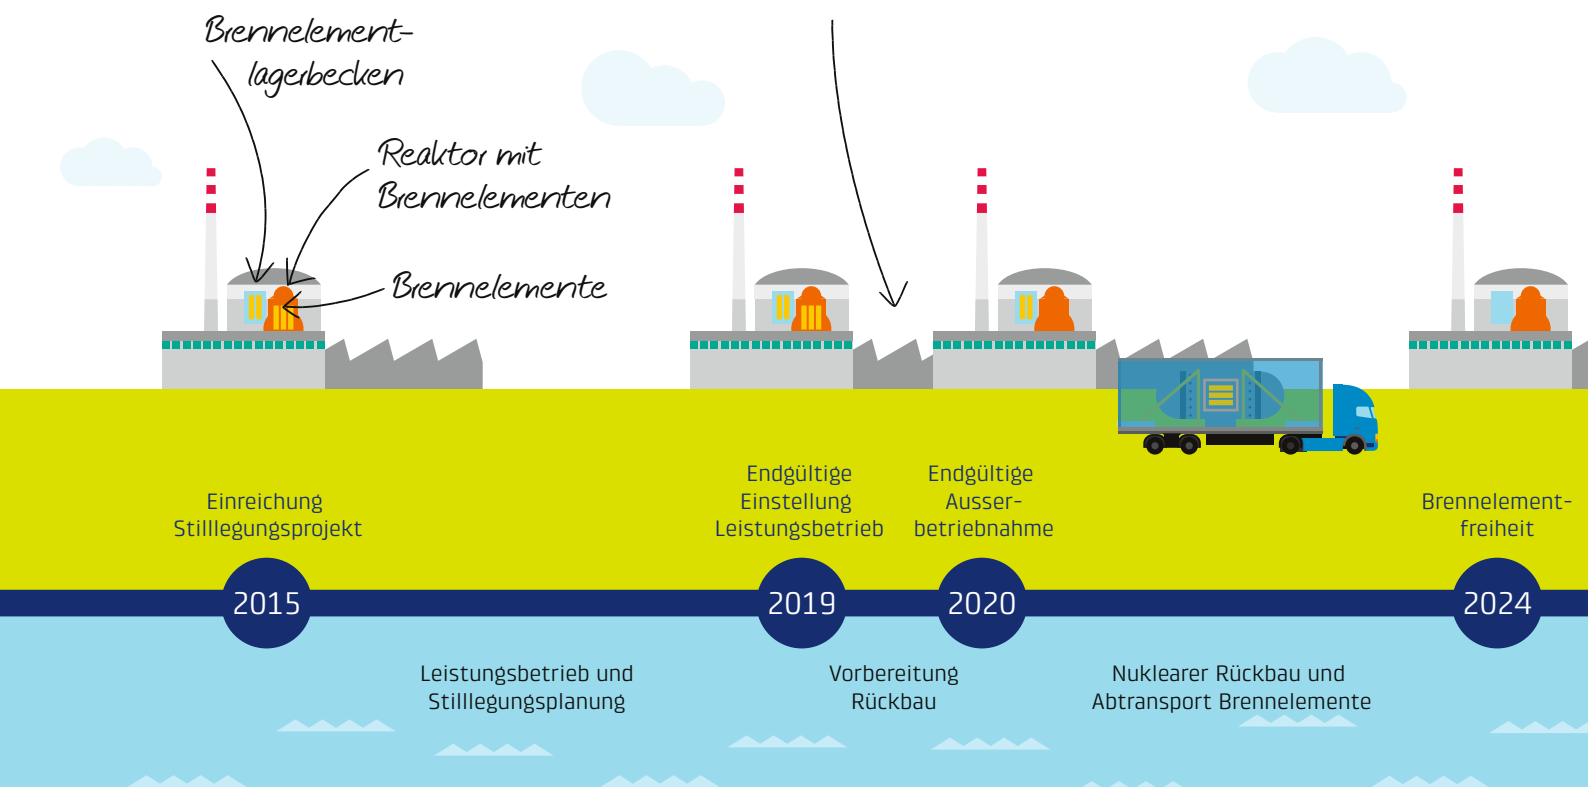 Brennelement-
lagerbecken
Reaktor mit
Brennelementen
Brennelemente
Einreichung
Stilllegungsprojekt
Endgültige
Einstellung
Leistungsbetrieb
Endgültige
Ausser-
betriebnahme
Brennelement-
freiheit
2015
2019
2020
2024
Leistungsbetrieb und
Stilllegungsplanung
Vorbereitung
Rückbau
Nuklearer Rückbau und
Abtransport Brennelemente